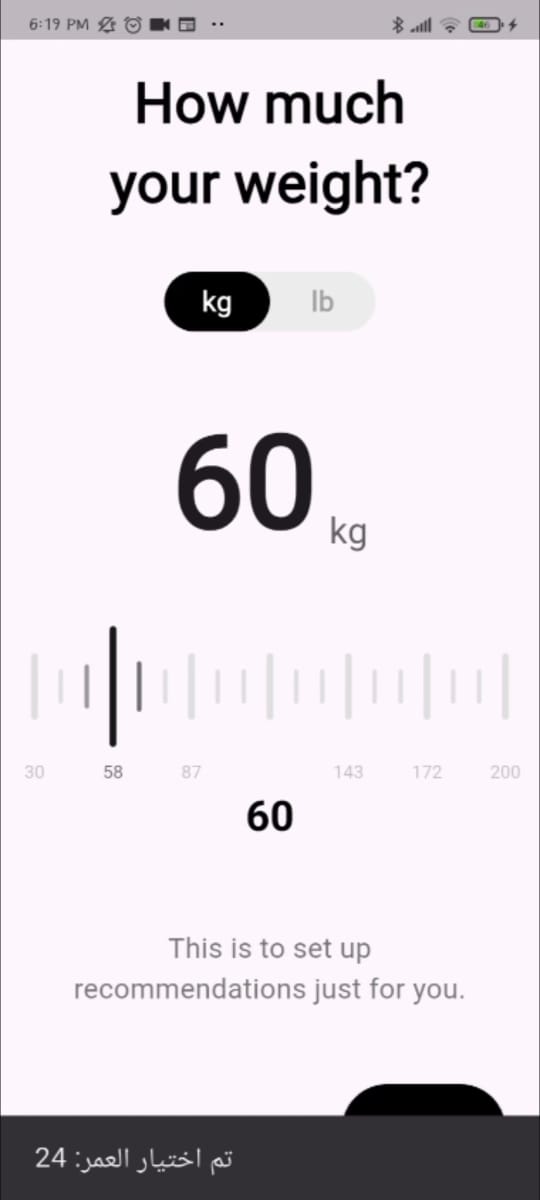 6:19 PM
46
How much
your weight?
kg lb
60 kg
30 58 87 143 172 200
60
This is to set up
recommendations just for you.
تم اختيار العمر: 24